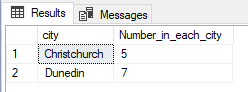 Results Messages
city Number_in_each_city
1 Christchurch 5
2 Dunedin 7